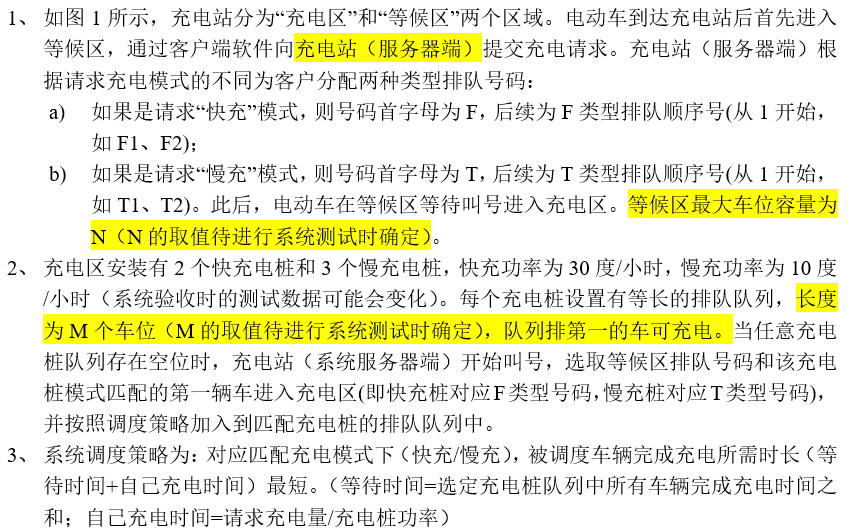 1、 如图 1 所示，充电站分为“充电区”和“等候区”两个区域。电动车到达充电站后首先进入
等候区，通过客户端软件向充电站（服务器端）提交充电请求。充电站（服务器端）根
据请求充电模式的不同为客户分配两种类型排队号码：
a) 如果是请求“快充”模式，则号码首字母为 F，后续为 F 类型排队顺序号(从 1 开始，
如 F1、F2)；
b) 如果是请求“慢充”模式，则号码首字母为 T，后续为 T 类型排队顺序号(从 1 开始，
如 T1、T2)。此后，电动车在等候区等待叫号进入充电区。等候区最大车位容量为
N（N 的取值待进行系统测试时确定）。
2、 充电区安装有 2 个快充电桩和 3 个慢充电桩，快充功率为 30 度/小时，慢充功率为 10 度
/小时（系统验收时的测试数据可能会变化）。每个充电桩设置有等长的排队队列，长度
为 M 个车位（M 的取值待进行系统测试时确定），队列排第一的车可充电。当任意充电
桩队列存在空位时，充电站（系统服务器端）开始叫号，选取等候区排队号码和该充电
桩模式匹配的第一辆车进入充电区(即快充桩对应 F 类型号码，慢充桩对应 T 类型号码)，
并按照调度策略加入到匹配充电桩的排队队列中。
3、 系统调度策略为：对应匹配充电模式下（快充/慢充），被调度车辆完成充电所需时长（等
待时间+自己充电时间）最短。（等待时间=选定充电桩队列中所有车辆完成充电时间之
和；自己充电时间=请求充电量/充电桩功率）